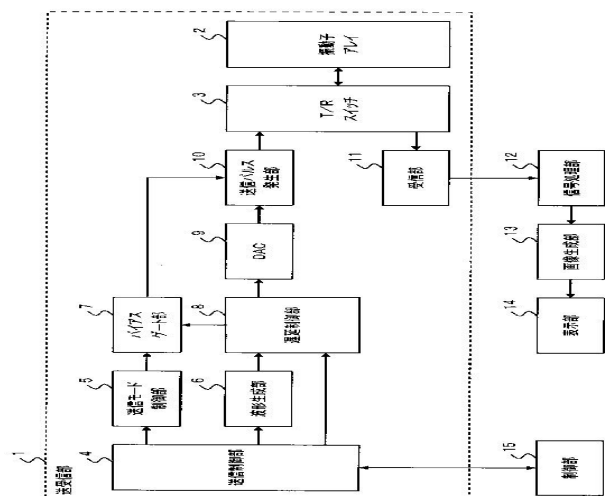 1
送受信部
4
送信制御部
5
送信モード
制御部
6
波形生成部
7
バイアス
ゲート部
8
遅延制御部
9
DAC
10
送信パルス
発生部
3
T/R
スイッチ
2
振動子
アレイ
11
受信部
12
信号処理部
13
画像生成部
14
表示部
15
制御部